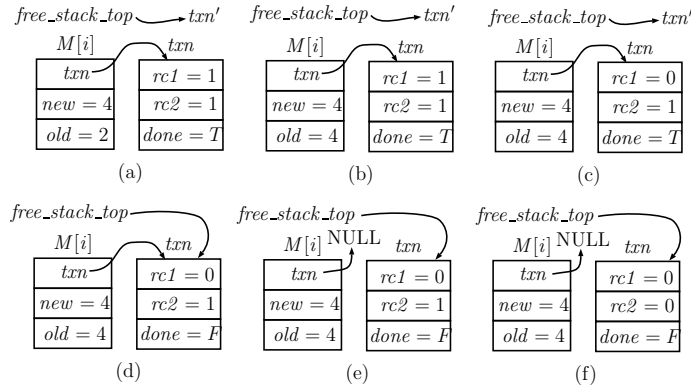 free_stack_top txn′ free_stack_top txn′ free_stack_top txn′
M[i] txn M[i] txn M[i] txn
txn rc1 = 1 txn rc1 = 1 txn rc1 = 0
new = 4 rc2 = 1 new = 4 rc2 = 1 new = 4 rc2 = 1
old = 2 done = T old = 4 done = T old = 4 done = T
(a) (b) (c)
free_stack_top free_stack_top free_stack_top
M[i] txn M[i] NULL txn M[i] NULL txn
txn rc1 = 0 txn rc1 = 0 txn rc1 = 0
new = 4 rc2 = 1 new = 4 rc2 = 1 new = 4 rc2 = 0
old = 4 done = F old = 4 done = F old = 4 done = F
(d) (e) (f)